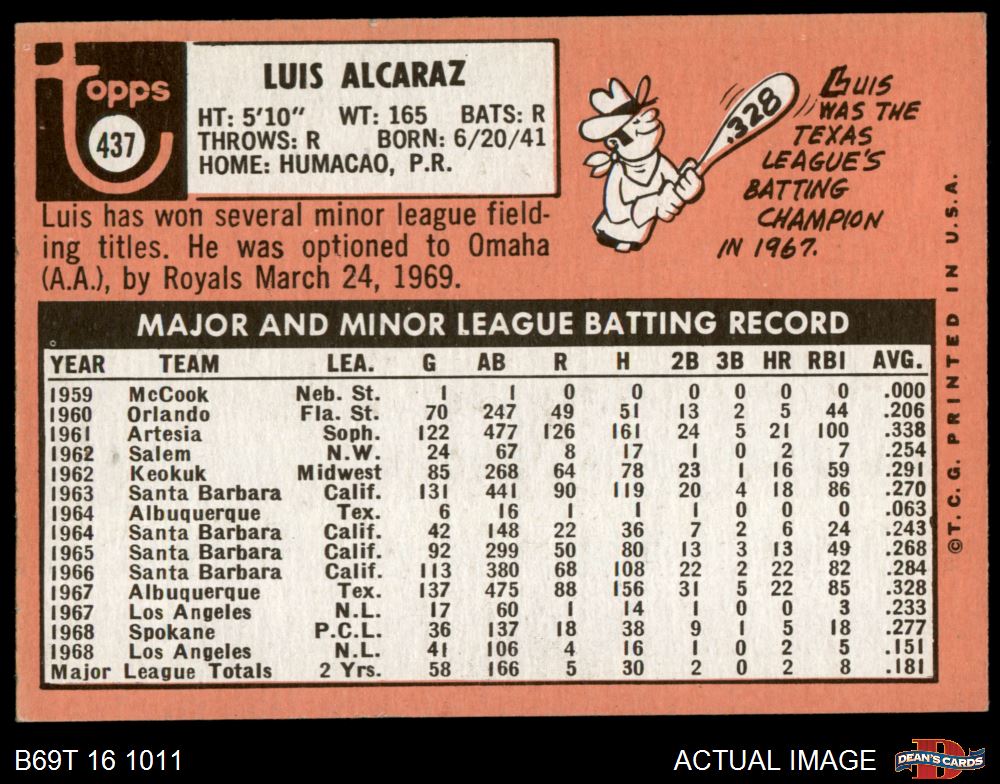 Topps
437
LUIS ALCARAZ
HT: 5'10" WT: 165 BATS: R
THROWS: R BORN: 6/20/41
HOME: HUMACAO, P.R.
Luis has won several minor league field-
ing titles. He was optioned to Omaha
(A.A.), by Royals March 24, 1969.
.328
LUIS
WAS THE
TEXAS
LEAGUE'S
BATTING
CHAMPION
IN 1967.
MAJOR AND MINOR LEAGUE BATTING RECORD
YEAR TEAM LEA. G AB R H 2B 3B HR RBI AVG.
1959 McCook Neb. St. 1 1 0 0 0 0 0 0 .000
1960 Orlando Fla. St. 70 247 49 51 13 2 5 44 .206
1961 Artesia Soph. 122 477 126 161 24 5 21 100 .338
1962 Salem N.W. 24 67 8 17 1 0 2 7 .254
1962 Keokuk Midwest 85 268 64 78 23 1 16 59 .291
1963 Santa Barbara Calif. 131 441 90 119 20 4 18 86 .270
1964 Albuquerque Tex. 6 16 1 1 1 0 0 0 .063
1964 Santa Barbara Calif. 42 148 22 36 7 2 6 24 .243
1965 Santa Barbara Calif. 92 299 50 80 13 3 13 49 .268
1966 Santa Barbara Calif. 113 380 68 108 22 2 22 82 .284
1967 Albuquerque Tex. 137 475 88 156 31 5 22 85 .328
1967 Los Angeles N.L. 17 60 1 14 1 0 0 3 .233
1968 Spokane P.C.L. 36 137 18 38 9 1 5 18 .277
1968 Los Angeles N.L. 41 106 4 16 1 0 2 5 .151
Major League Totals 2 Yrs. 58 166 5 30 2 0 2 8 .181
©T.C.G. PRINTED IN U.S.A.
B69T 16 1011 ACTUAL IMAGE
DEAN'S CARDS